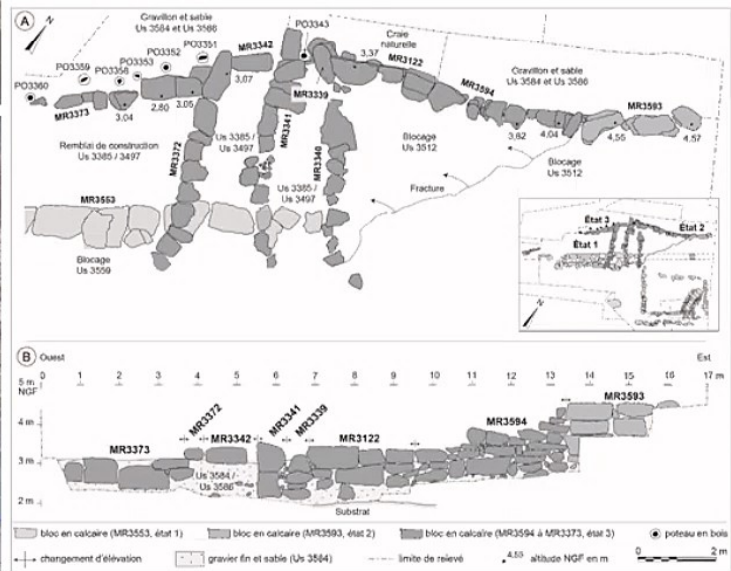 A
N
Gravillon et sable
Us 3584 et Us 3586
PO3343
PO3351
MR3342
PO3352
PO3353
PO3358
PO3359
PO3360
3,07
3,37
Craie
naturelle
MR3122
MR3339
MR3594
Gravillon et sable
Us 3584 et Us 3586
MR3593
MR3373
3,04
2,80
3,05
3,82
4,04
4,55
4,57
Remblai de construction
Us 3385 / 3497
MR3372
Us 3385 /
Us 3497
MR3341
MR3340
Blocage
Us 3512
Blocage
Us 3512
Fracture
Us 3385 /
Us 3497
MR3553
Blocage
Us 3559
État 3
État 2
État 1
N
B
Ouest
Est
0 1 2 3 4 5 6 7 8 9 10 11 12 13 14 15 16 17 m
5 m
NGF
4 m
3 m
2 m
MR3373
MR3372
MR3342
MR3341
MR3339
MR3122
MR3594
MR3593
Us 3584 /
Us 3586
Substrat
bloc en calcaire (MR3553, état 1)
bloc en calcaire (MR3593, état 2)
bloc en calcaire (MR3594 à MR3373, état 3)
poteau en bois
changement d'élévation
gravier fin et sable (Us 3584)
limite de relevé
4,55 altitude NGF en m
0 2 m